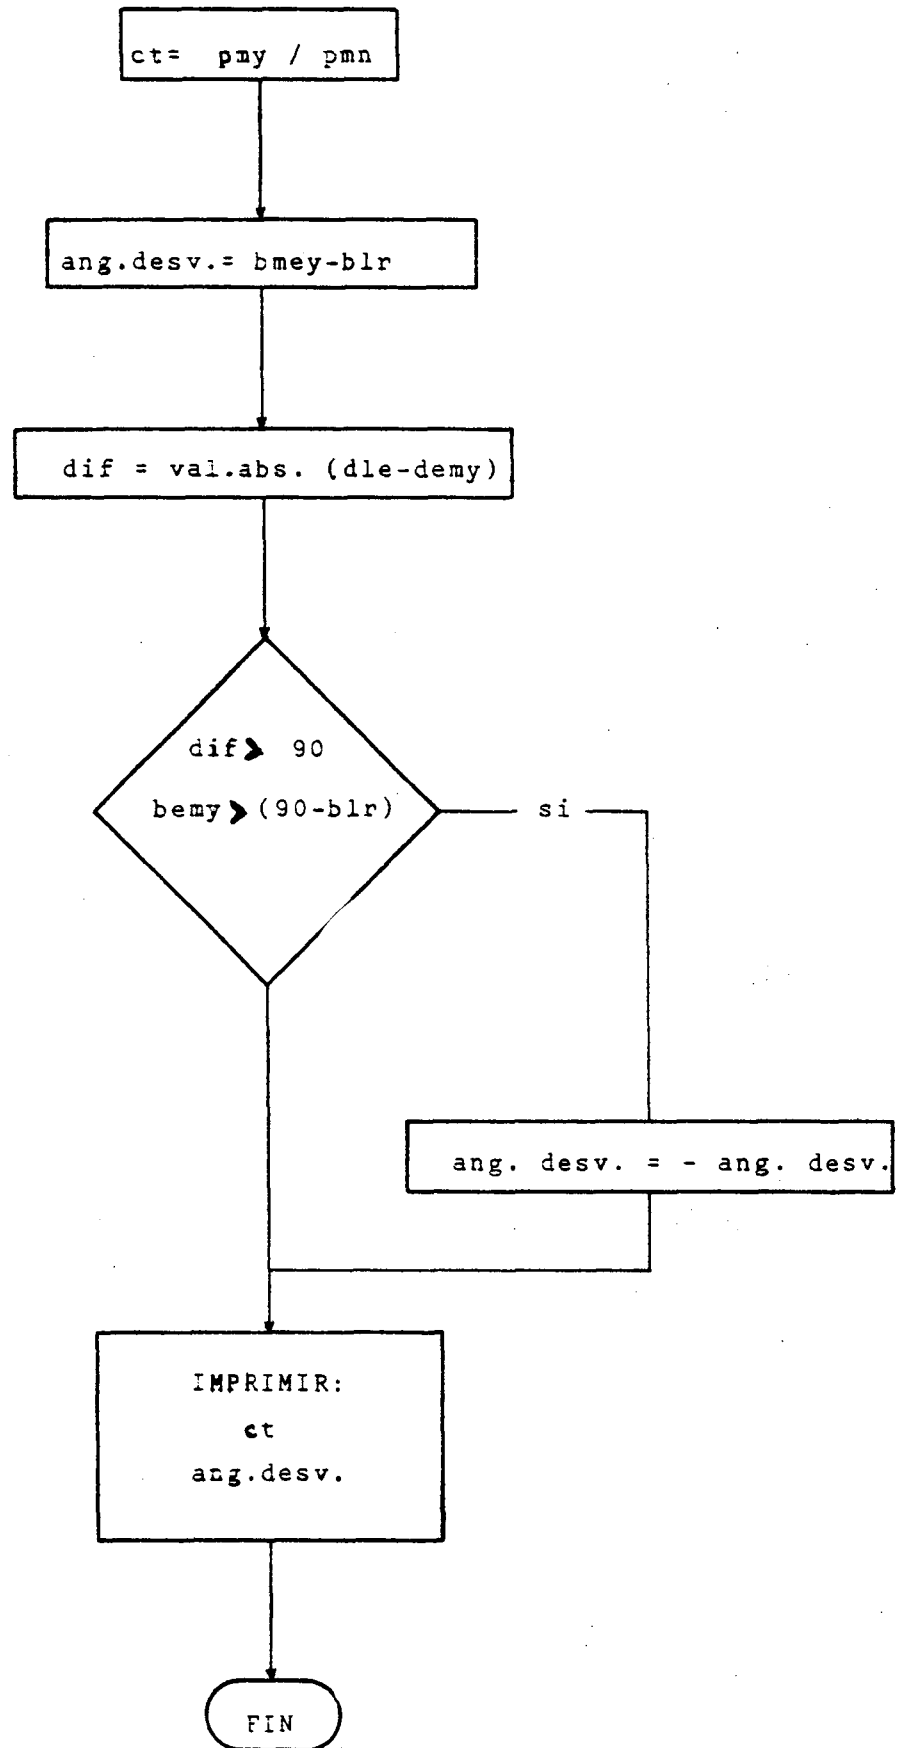 ct= pmy / pmn
ang.desv.= bmey-blr
dif = val.abs. (dle-demy)
dif > 90
bemy > (90-blr)
si
ang. desv. = - ang. desv.
IMPRIMIR:
ct
ang.desv.
FIN